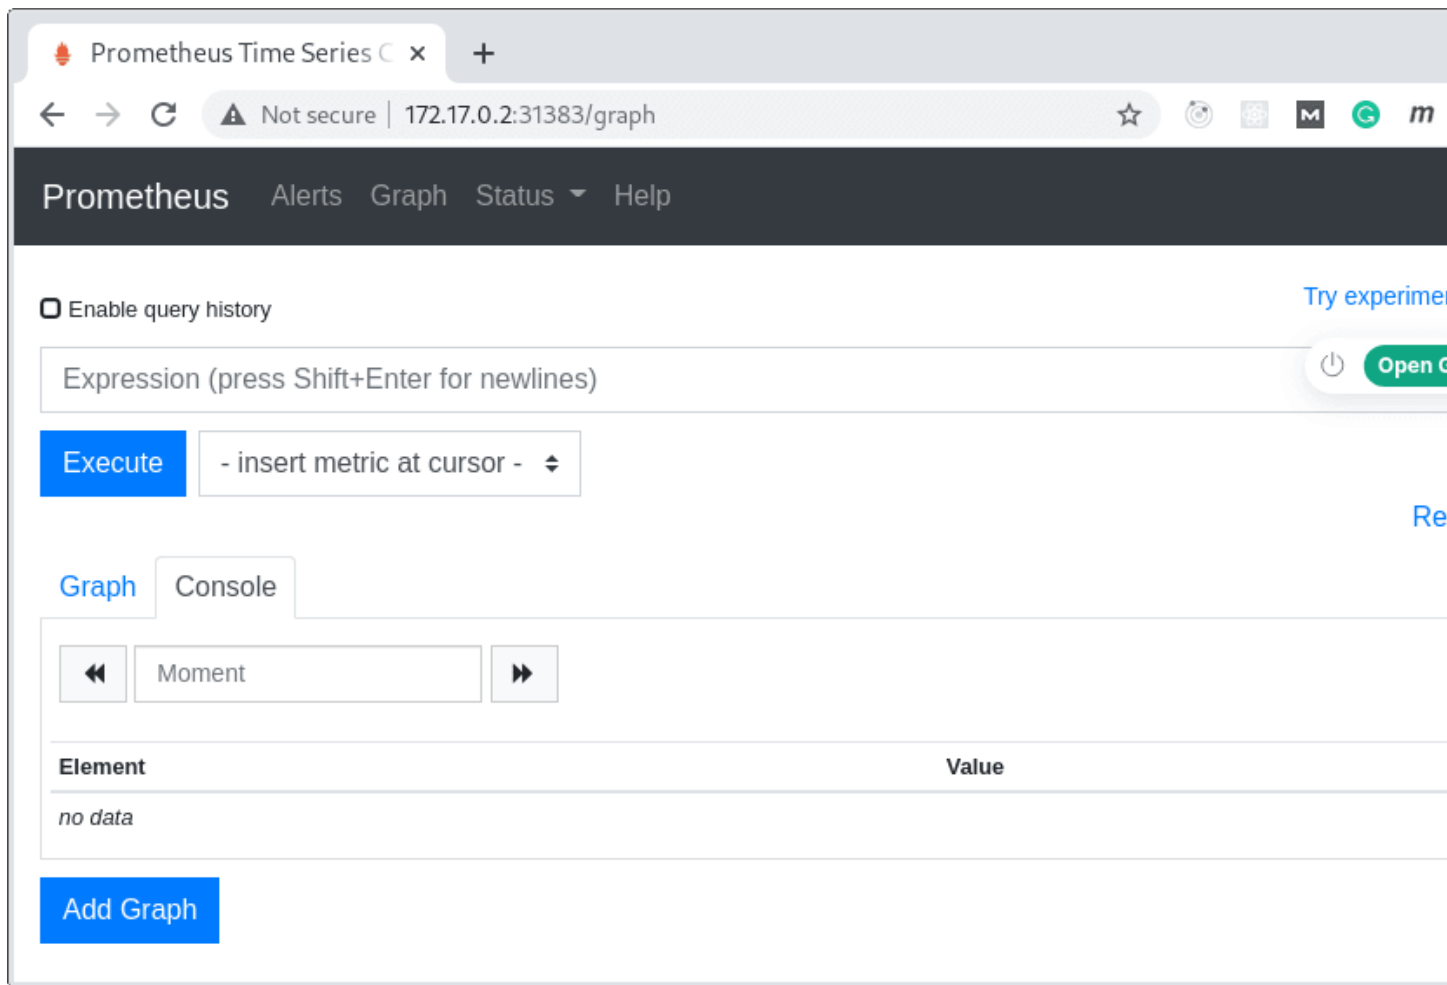 Prometheus Time Series C
Not secure 172.17.0.2:31383/graph
Prometheus Alerts Graph Status Help
Enable query history
Try experimer
Expression (press Shift+Enter for newlines)
Open G
Execute - insert metric at cursor -
Re
Graph Console
Moment
Element Value
no data
Add Graph